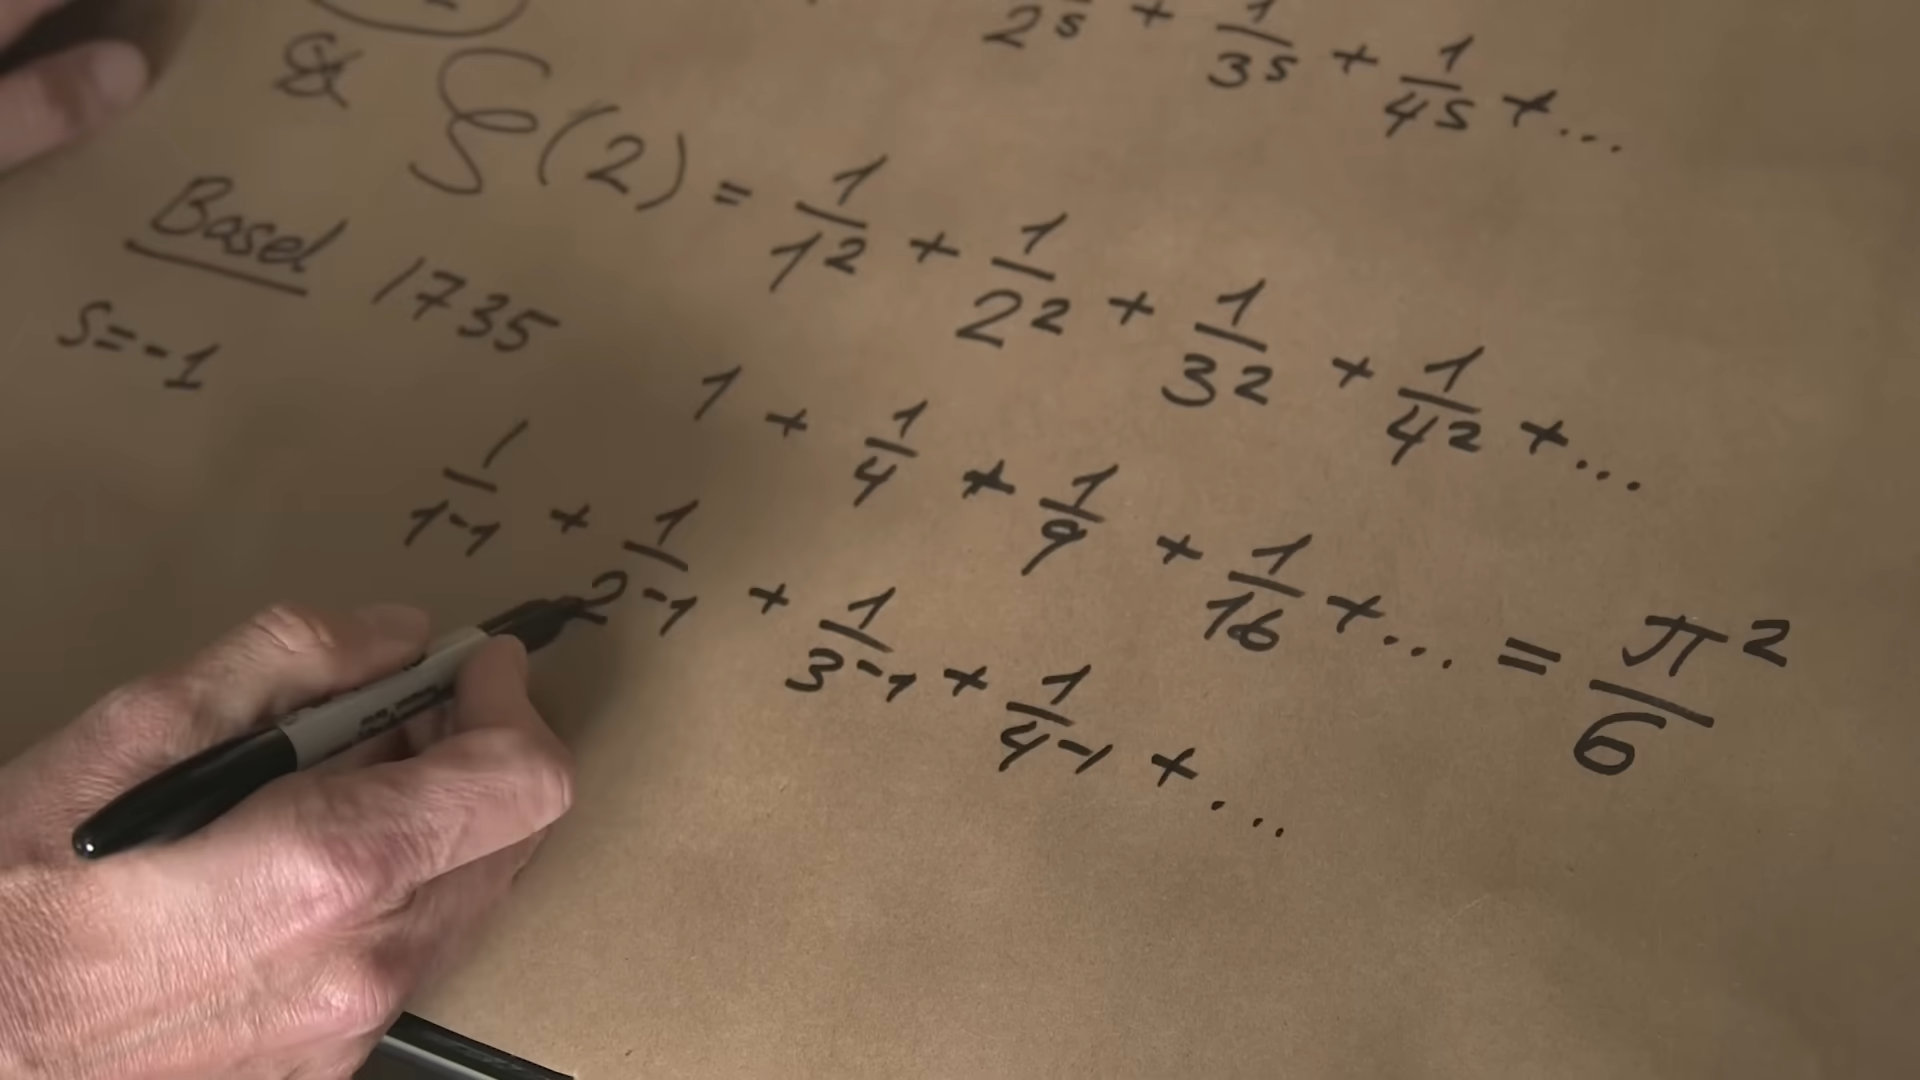 2^s + 1/3^s + 1/4^s + ...
ζ(2) = 1/1^2 + 1/2^2 + 1/3^2 + 1/4^2 + ...
Basel 1735
1 + 1/4 + 1/9 + 1/16 + ... = π^2/6
s=-1
1/1^-1 + 1/2^-1 + 1/3^-1 + 1/4^-1 + ...